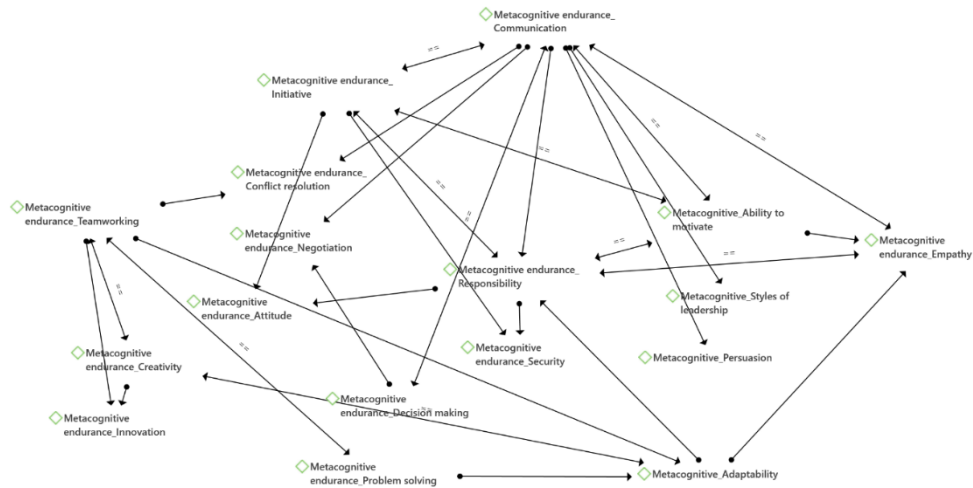 Metacognitive endurance_
Communication
==
Metacognitive endurance_
Initiative
==
==
==
Metacognitive endurance_
Conflict resolution
==
Metacognitive
endurance_Teamworking
Metacognitive_Ability to
motivate
==
Metacognitive
endurance_Negotiation
==
Metacognitive
endurance_Empathy
==
Metacognitive endurance_
Responsibility
==
Metacognitive
endurance_Attitude
Metacognitive_Styles of
leadership
Metacognitive
endurance_Security
==
Metacognitive
endurance_Creativity
Metacognitive_Persuasion
Metacognitive
endurance_Decision making
==
Metacognitive
endurance_Innovation
Metacognitive
endurance_Problem solving
Metacognitive_Adaptability